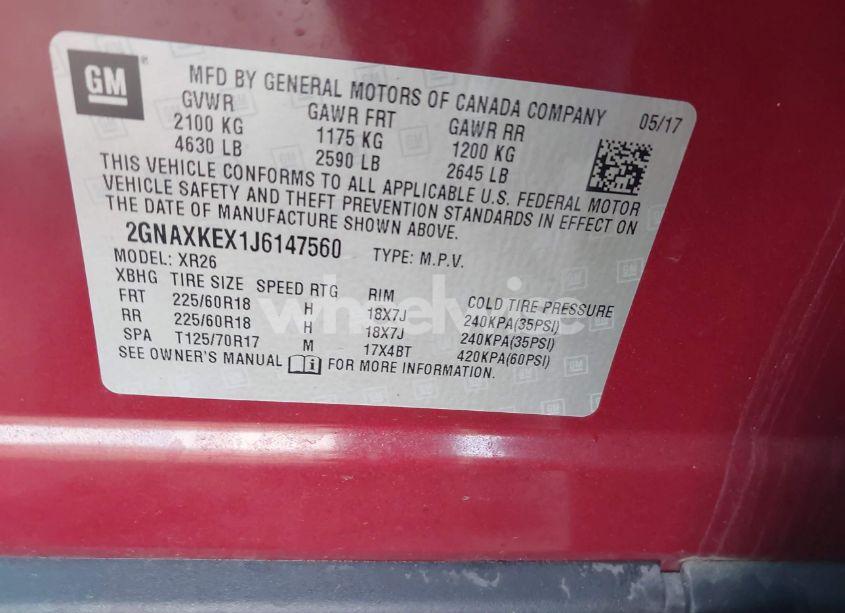 GM
MFD BY GENERAL MOTORS OF CANADA COMPANY 05/17
GVWR GAWR FRT GAWR RR
2100 KG 1175 KG 1200 KG
4630 LB 2590 LB 2645 LB
THIS VEHICLE CONFORMS TO ALL APPLICABLE U.S. FEDERAL MOTOR
VEHICLE SAFETY AND THEFT PREVENTION STANDARDS IN EFFECT ON
THE DATE OF MANUFACTURE SHOWN ABOVE.
2GNAXKEX1J6147560 TYPE: M.P.V.
MODEL: XR26
XBHG TIRE SIZE SPEED RTG RIM COLD TIRE PRESSURE
FRT 225/60R18 H 18X7J 240KPA(35PSI)
RR 225/60R18 H 18X7J 240KPA(35PSI)
SPA T125/70R17 M 17X4BT 420KPA(60PSI)
SEE OWNER'S MANUAL FOR MORE INFORMATION.